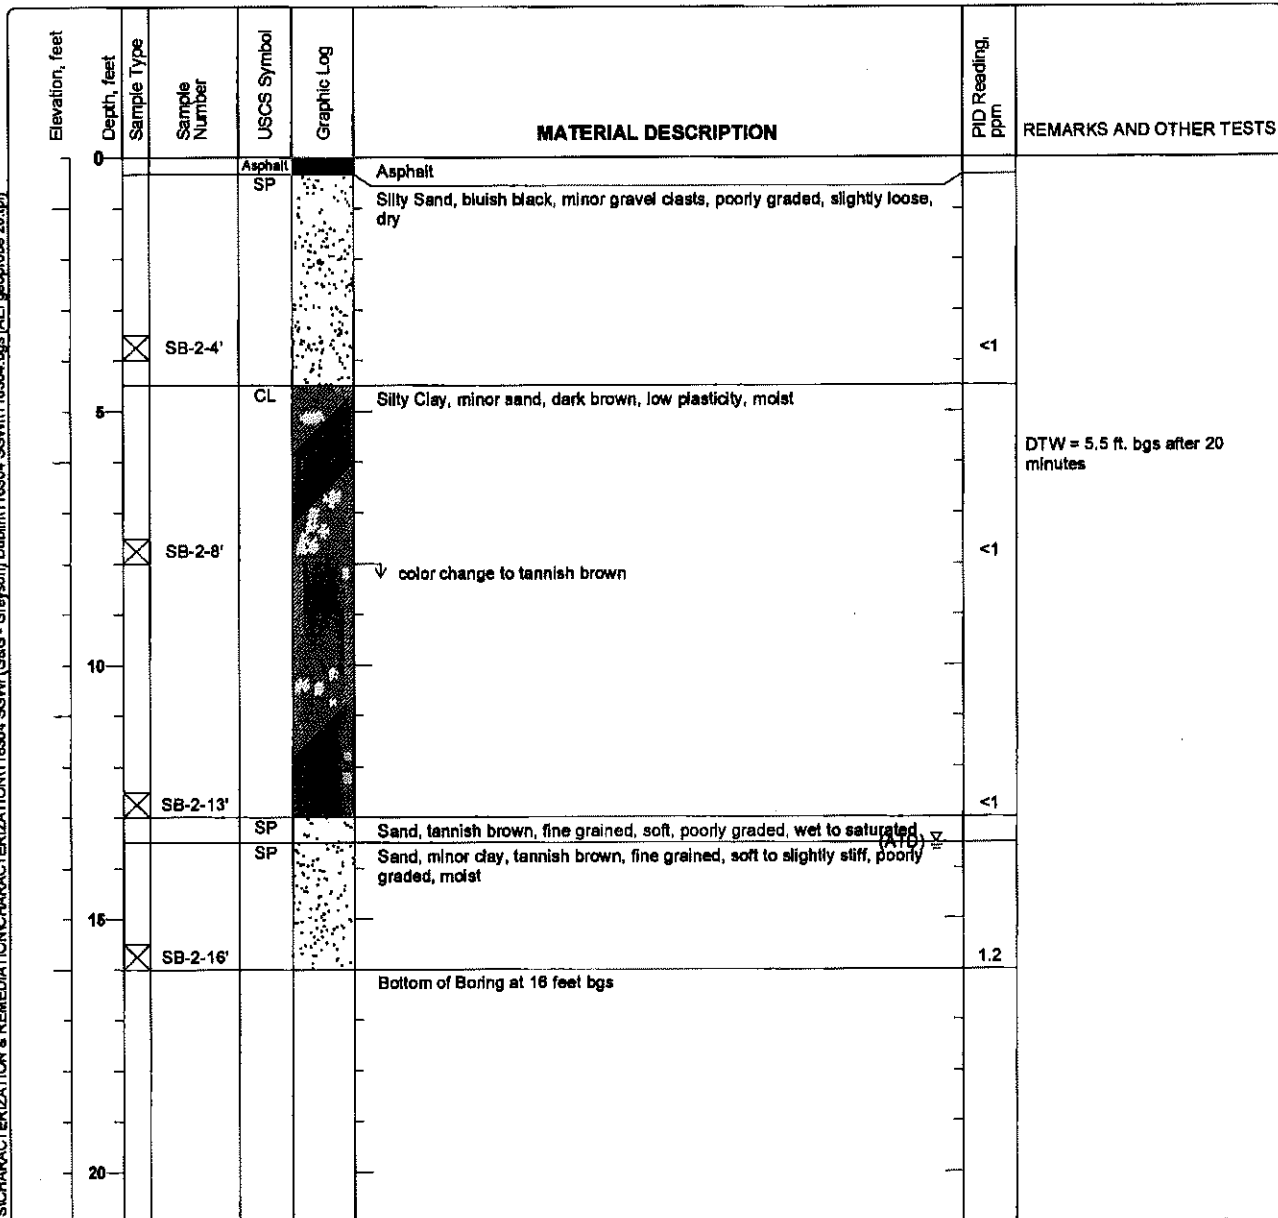 Elevation, feet
Depth, feet
Sample Type
Sample
Number
USCS Symbol
Graphic Log
MATERIAL DESCRIPTION
PID Reading,
ppm
REMARKS AND OTHER TESTS
0
Asphalt
Asphalt
SP
Silty Sand, bluish black, minor gravel clasts, poorly graded, slightly loose,
dry
SB-2-4'
<1
CL
Silty Clay, minor sand, dark brown, low plasticity, moist
5
DTW = 5.5 ft. bgs after 20
minutes
SB-2-8'
<1
color change to tannish brown
10
SB-2-13'
<1
SP
Sand, tannish brown, fine grained, soft, poorly graded, wet to saturated
(ATD)
SP
Sand, minor clay, tannish brown, fine grained, soft to slightly stiff, poorly
graded, moist
15
SB-2-16'
1.2
Bottom of Boring at 16 feet bgs
20
CHARACTERIZATION & REMEDIATION\CHARACTERIZATION\